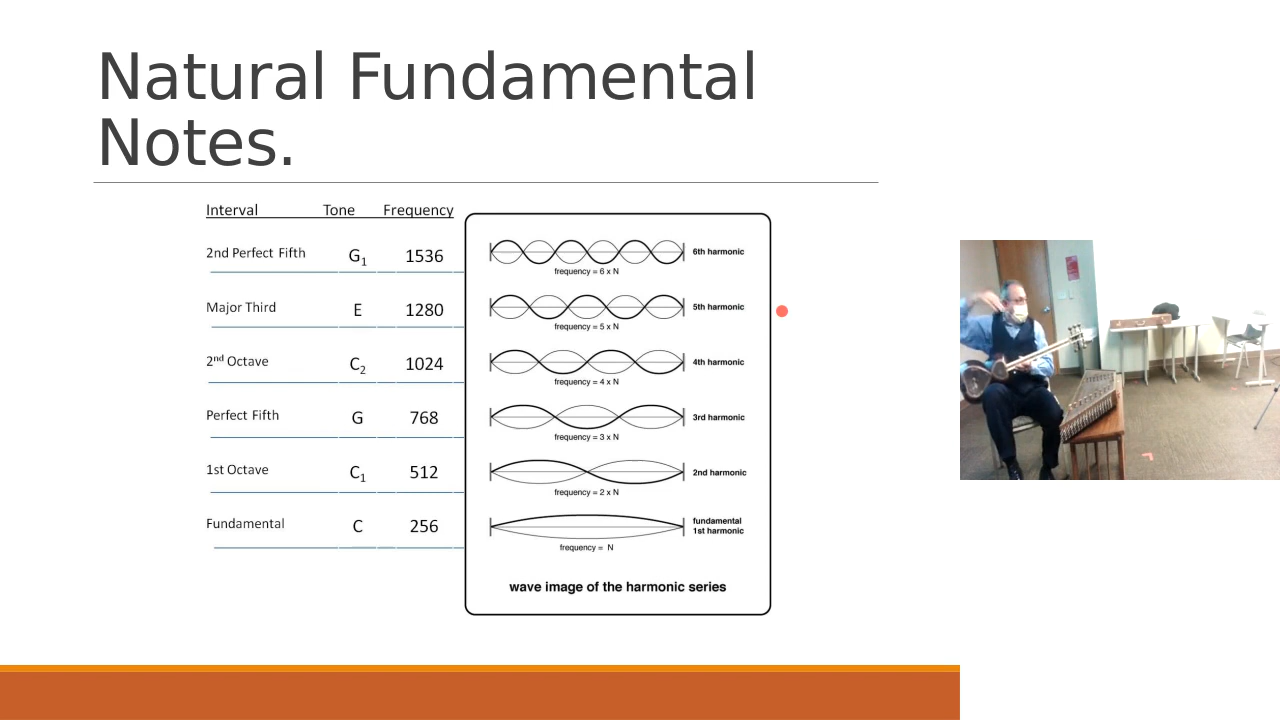 Natural Fundamental
Notes.
Interval Tone Frequency
2nd Perfect Fifth G1 1536
Major Third E 1280
2nd Octave C2 1024
Perfect Fifth G 768
1st Octave C1 512
Fundamental C 256
6th harmonic
frequency = 6 x N
5th harmonic
frequency = 5 x N
4th harmonic
frequency = 4 x N
3rd harmonic
frequency = 3 x N
2nd harmonic
frequency = 2 x N
fundamental
1st harmonic
frequency = N
wave image of the harmonic series